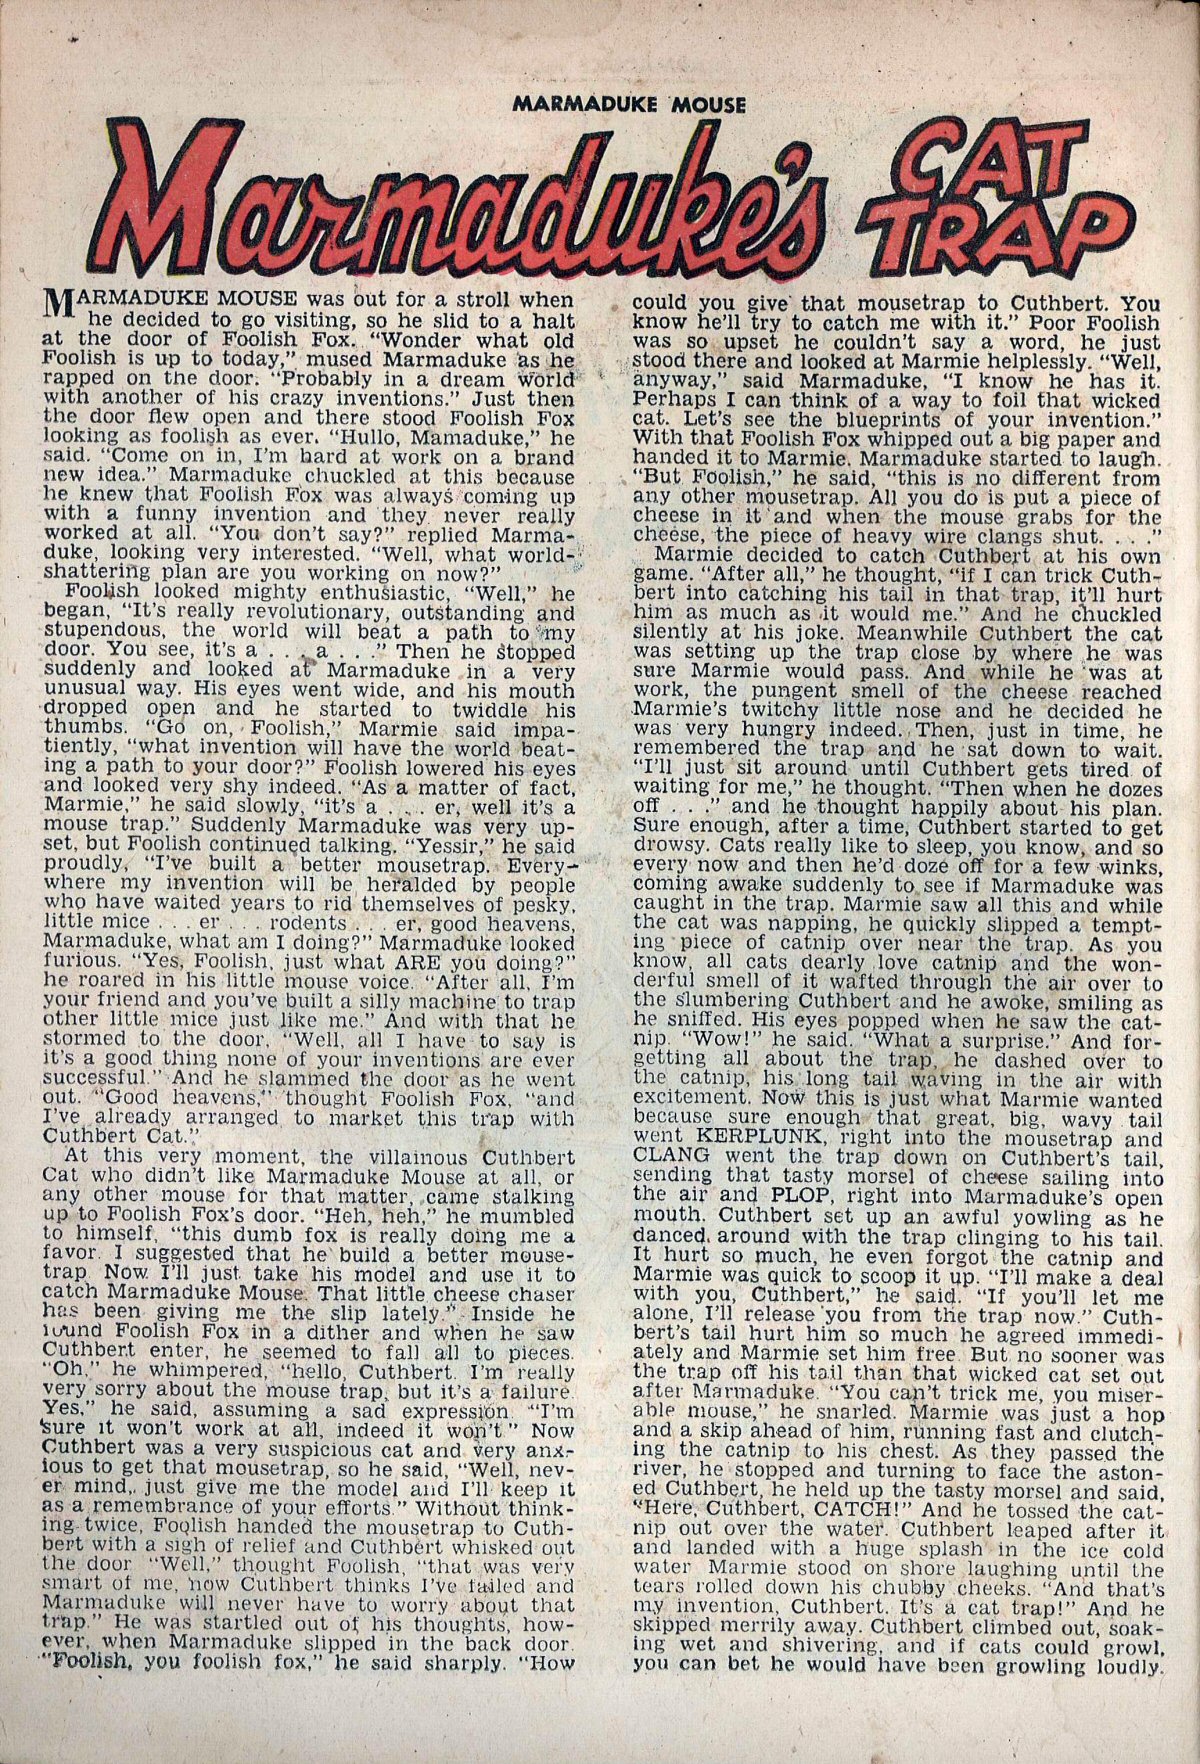 MARMADUKE MOUSE
Marmaduke's CAT TRAP
MARMADUKE MOUSE was out for a stroll when
he decided to go visiting, so he slid to a halt
at the door of Foolish Fox. "Wonder what old
Foolish is up to today," mused Marmaduke as he
rapped on the door. "Probably in a dream world
with another of his crazy inventions." Just then
the door flew open and there stood Foolish Fox
looking as foolish as ever. "Hullo, Mamaduke," he
said. "Come on in, I'm hard at work on a brand
new idea." Marmaduke chuckled at this because
he knew that Foolish Fox was always coming up
with a funny invention and they never really
worked at all. "You don't say?" replied Marma-
duke, looking very interested. "Well, what world-
shattering plan are you working on now?"
Foolish looked mighty enthusiastic, "Well," he
began, "It's really revolutionary, outstanding and
stupendous, the world will beat a path to my
door. You see, it's a . . . a . . ." Then he stopped
suddenly and looked at Marmaduke in a very
unusual way. His eyes went wide, and his mouth
dropped open and he started to twiddle his
thumbs. "Go on, Foolish," Marmie said impa-
tiently, "what invention will have the world beat-
ing a path to your door?" Foolish lowered his eyes
and looked very shy indeed. "As a matter of fact,
Marmie," he said slowly, "it's a . . . er, well it's a
mouse trap." Suddenly Marmaduke was very up-
set, but Foolish continued talking. "Yessir," he said
proudly, "I've built a better mousetrap. Every-
where my invention will be heralded by people
who have waited years to rid themselves of pesky,
little mice . . . er . . . rodents . . . er, good heavens,
Marmaduke, what am I doing?" Marmaduke looked
furious. "Yes, Foolish, just what ARE you doing?"
he roared in his little mouse voice. "After all, I'm
your friend and you've built a silly machine to trap
other little mice just like me." And with that he
stormed to the door, "Well, all I have to say is
it's a good thing none of your inventions are ever
successful." And he slammed the door as he went
out. "Good heavens," thought Foolish Fox, "and
I've already arranged to market this trap with
Cuthbert Cat."
At this very moment, the villainous Cuthbert
Cat who didn't like Marmaduke Mouse at all, or
any other mouse for that matter, came stalking
up to Foolish Fox's door. "Heh, heh," he mumbled
to himself, "this dumb fox is really doing me a
favor. I suggested that he build a better mouse-
trap Now I'll just take his model and use it to
catch Marmaduke Mouse. That little cheese chaser
has been giving me the slip lately." Inside he
found Foolish Fox in a dither and when he saw
Cuthbert enter, he seemed to fall all to pieces.
"Oh," he whimpered, "hello, Cuthbert. I'm really
very sorry about the mouse trap, but it's a failure.
Yes," he said, assuming a sad expression. "I'm
sure it won't work at all, indeed it won't." Now
Cuthbert was a very suspicious cat and very anx-
ious to get that mousetrap, so he said, "Well, nev-
er mind, just give me the model and I'll keep it
as a remembrance of your efforts." Without think-
ing twice, Foolish handed the mousetrap to Cuth-
bert with a sigh of relief and Cuthbert whisked out
the door "Well," thought Foolish, "that was very
smart of me, now Cuthbert thinks I've failed and
Marmaduke will never have to worry about that
trap." He was startled out of his thoughts, how-
ever, when Marmaduke slipped in the back door.
"Foolish, you foolish fox," he said sharply. "How
could you give that mousetrap to Cuthbert. You
know he'll try to catch me with it." Poor Foolish
was so upset he couldn't say a word, he just
stood there and looked at Marmie helplessly. "Well,
anyway," said Marmaduke, "I know he has it.
Perhaps I can think of a way to foil that wicked
cat. Let's see the blueprints of your invention."
With that Foolish Fox whipped out a big paper and
handed it to Marmie. Marmaduke started to laugh.
"But Foolish," he said, "this is no different from
any other mousetrap. All you do is put a piece of
cheese in it and when the mouse grabs for the
cheese, the piece of heavy wire clangs shut. . . ."
Marmie decided to catch Cuthbert at his own
game. "After all," he thought, "if I can trick Cuth-
bert into catching his tail in that trap, it'll hurt
him as much as it would me." And he chuckled
silently at his joke. Meanwhile Cuthbert the cat
was setting up the trap close by where he was
sure Marmie would pass. And while he was at
work, the pungent smell of the cheese reached
Marmie's twitchy little nose and he decided he
was very hungry indeed. Then, just in time, he
remembered the trap and he sat down to wait.
"I'll just sit around until Cuthbert gets tired of
waiting for me," he thought. "Then when he dozes
off . . ." and he thought happily about his plan.
Sure enough, after a time, Cuthbert started to get
drowsy. Cats really like to sleep, you know, and so
every now and then he'd doze off for a few winks,
coming awake suddenly to see if Marmaduke was
caught in the trap. Marmie saw all this and while
the cat was napping, he quickly slipped a tempt-
ing piece of catnip over near the trap. As you
know, all cats dearly love catnip and the won-
derful smell of it wafted through the air over to
the slumbering Cuthbert and he awoke, smiling as
he sniffed. His eyes popped when he saw the cat-
nip. "Wow!" he said. "What a surprise." And for-
getting all about the trap, he dashed over to
the catnip, his long tail waving in the air with
excitement. Now this is just what Marmie wanted
because sure enough that great, big, wavy tail
went KERPLUNK, right into the mousetrap and
CLANG went the trap down on Cuthbert's tail,
sending that tasty morsel of cheese sailing into
the air and PLOP, right into Marmaduke's open
mouth. Cuthbert set up an awful yowling as he
danced around with the trap clinging to his tail.
It hurt so much, he even forgot the catnip and
Marmie was quick to scoop it up. "I'll make a deal
with you, Cuthbert," he said. "If you'll let me
alone, I'll release you from the trap now." Cuth-
bert's tail hurt him so much he agreed immedi-
ately and Marmie set him free. But no sooner was
the trap off his tail than that wicked cat set out
after Marmaduke. "You can't trick me, you miser-
able mouse," he snarled. Marmie was just a hop
and a skip ahead of him, running fast and clutch-
ing the catnip to his chest. As they passed the
river, he stopped and turning to face the aston-
ed Cuthbert, he held up the tasty morsel and said,
"Here, Cuthbert, CATCH!" And he tossed the cat-
nip out over the water. Cuthbert leaped after it
and landed with a huge splash in the ice cold
water Marmie stood on shore laughing until the
tears rolled down his chubby cheeks. "And that's
my invention, Cuthbert. It's a cat trap!" And he
skipped merrily away. Cuthbert climbed out, soak-
ing wet and shivering, and if cats could growl,
you can bet he would have been growling loudly.